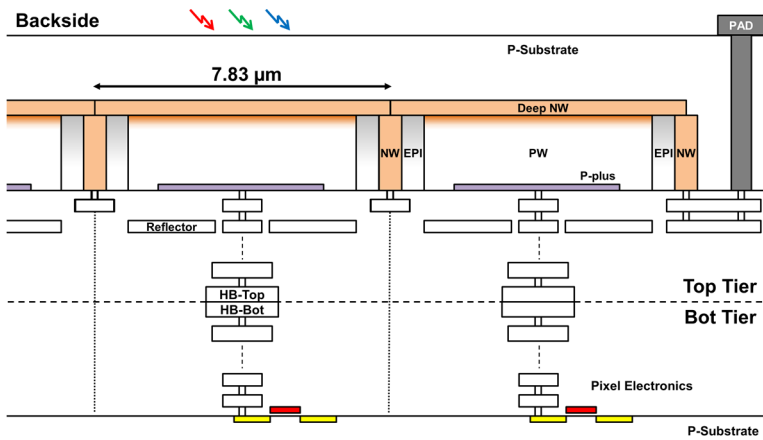 Backside
PAD
P-Substrate
7.83 µm
Deep NW
NW
EPI
PW
EPI
NW
P-plus
Reflector
HB-Top
HB-Bot
Top Tier
Bot Tier
Pixel Electronics
P-Substrate